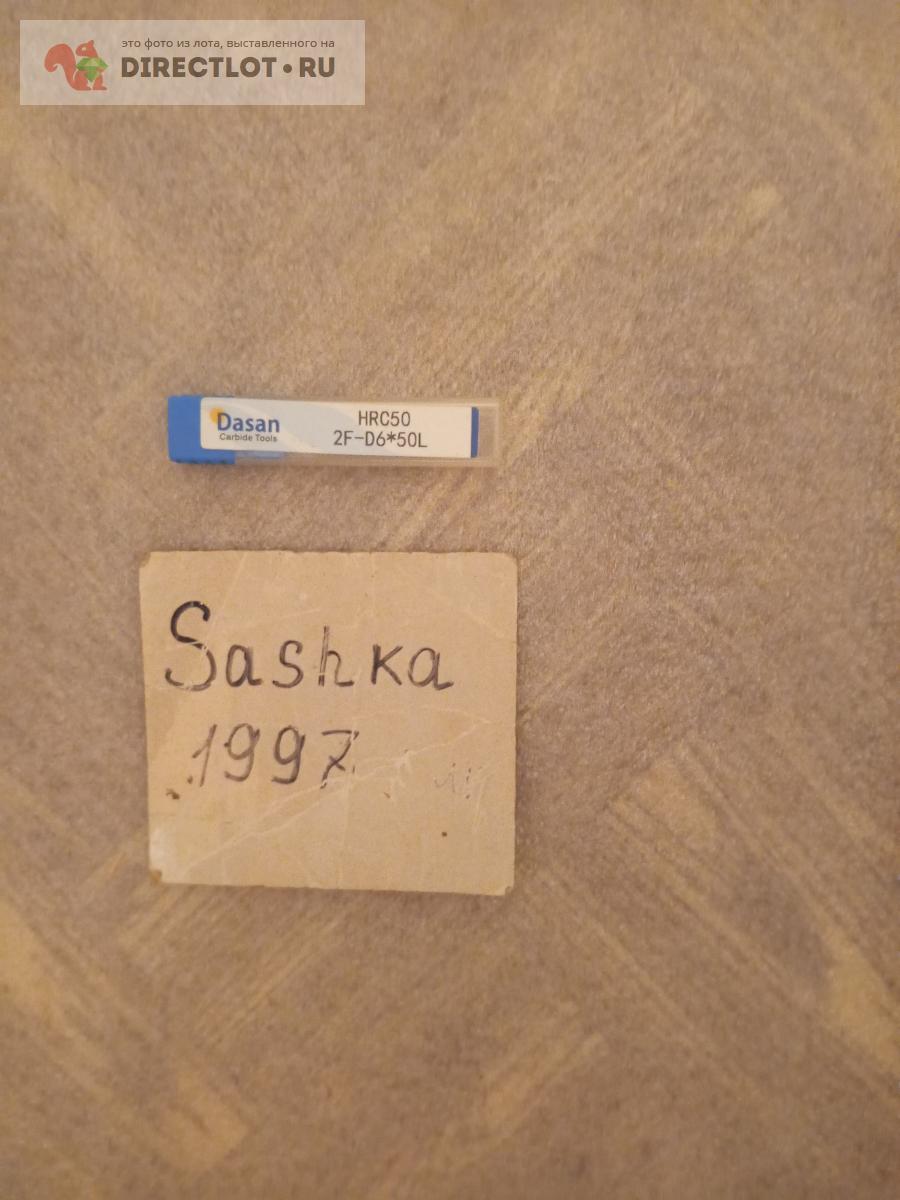 это фото из лота, выставленного на
DIRECTLOT.RU
Dasan
Carbide Tools
HRC50
2F-D6*50L
Sashka
1997